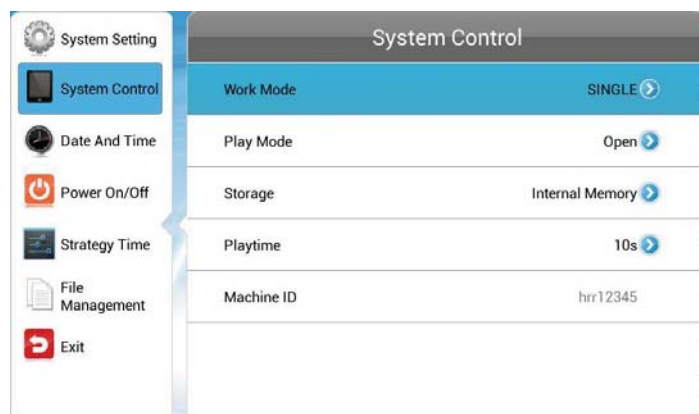 System Setting
System Control
Date And Time
Power On/Off
Strategy Time
File
Management
Exit
System Control
Work Mode SINGLE
Play Mode Open
Storage Internal Memory
Playtime 10s
Machine ID hrr12345